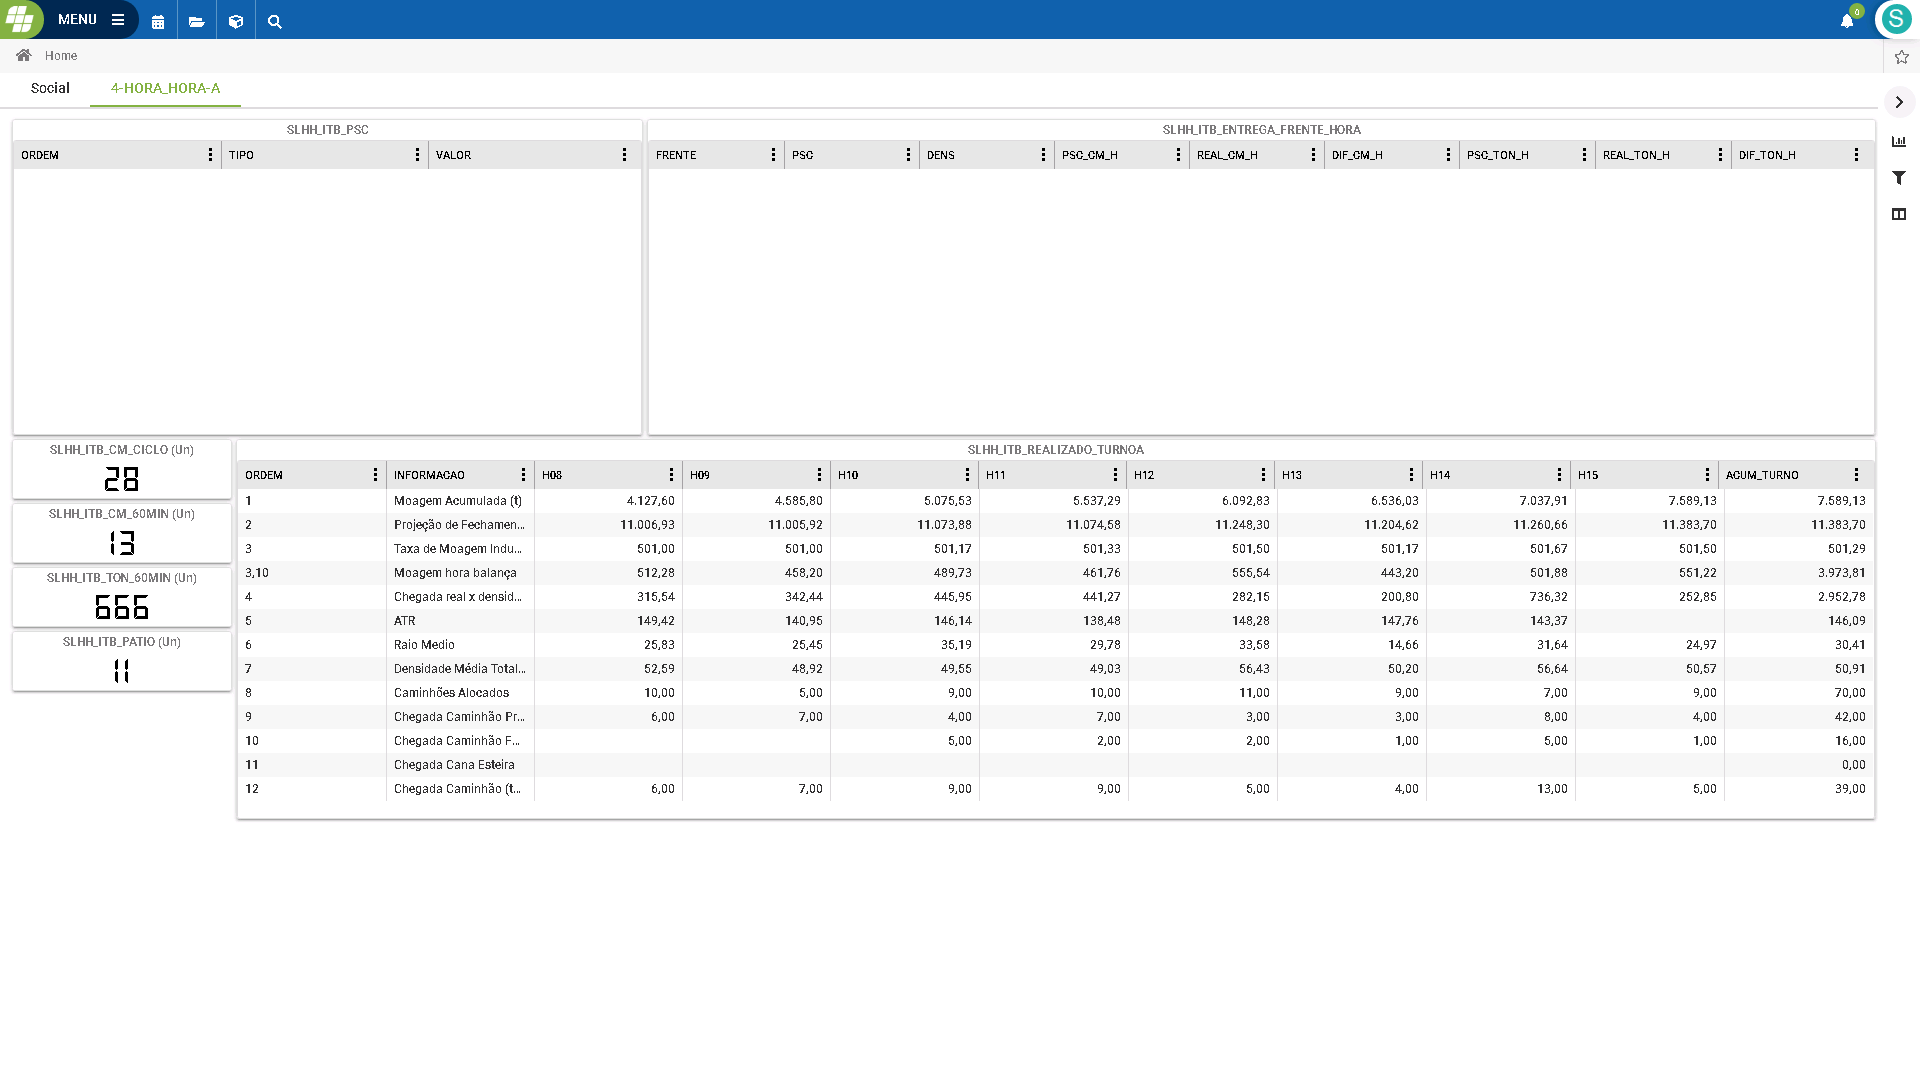 MENU
0
S
Home
Social 4-HORA_HORA-A
SLHH_ITB_PSC
ORDEM TIPO VALOR
SLHH_ITB_ENTREGA_FRENTE_HORA
FRENTE PSC DENS PSC_CM_H REAL_CM_H DIF_CM_H PSC_TON_H REAL_TON_H DIF_TON_H
SLHH_ITB_CM_CICLO (Un)
28
SLHH_ITB_CM_60MIN (Un)
13
SLHH_ITB_TON_60MIN (Un)
666
SLHH_ITB_PATIO (Un)
11
SLHH_ITB_REALIZADO_TURNOA
ORDEM INFORMACAO H08 H09 H10 H11 H12 H13 H14 H15 ACUM_TURNO
1 Moagem Acumulada (t) 4.127,60 4.585,80 5.075,53 5.537,29 6.092,83 6.536,03 7.037,91 7.589,13 7.589,13
2 Projeção de Fechamen... 11.006,93 11.005,92 11.073,88 11.074,58 11.248,30 11.204,62 11.260,66 11.383,70 11.383,70
3 Taxa de Moagem Indu... 501,00 501,00 501,17 501,33 501,50 501,17 501,67 501,50 501,29
3,10 Moagem hora balança 512,28 458,20 489,73 461,76 555,54 443,20 501,88 551,22 3.973,81
4 Chegada real x densid... 315,54 342,44 445,95 441,27 282,15 200,80 736,32 252,85 2.952,78
5 ATR 149,42 140,95 146,14 138,48 148,28 147,76 143,37 146,09
6 Raio Medio 25,83 25,45 35,19 29,78 33,58 14,66 31,64 24,97 30,41
7 Densidade Média Total... 52,59 48,92 49,55 49,03 56,43 50,20 56,64 50,57 50,91
8 Caminhões Alocados 10,00 5,00 9,00 10,00 11,00 9,00 7,00 9,00 70,00
9 Chegada Caminhão Pr... 6,00 7,00 4,00 7,00 3,00 3,00 8,00 4,00 42,00
10 Chegada Caminhão F... 5,00 2,00 2,00 1,00 5,00 1,00 16,00
11 Chegada Cana Esteira 0,00
12 Chegada Caminhão (t... 6,00 7,00 9,00 9,00 5,00 4,00 13,00 5,00 39,00